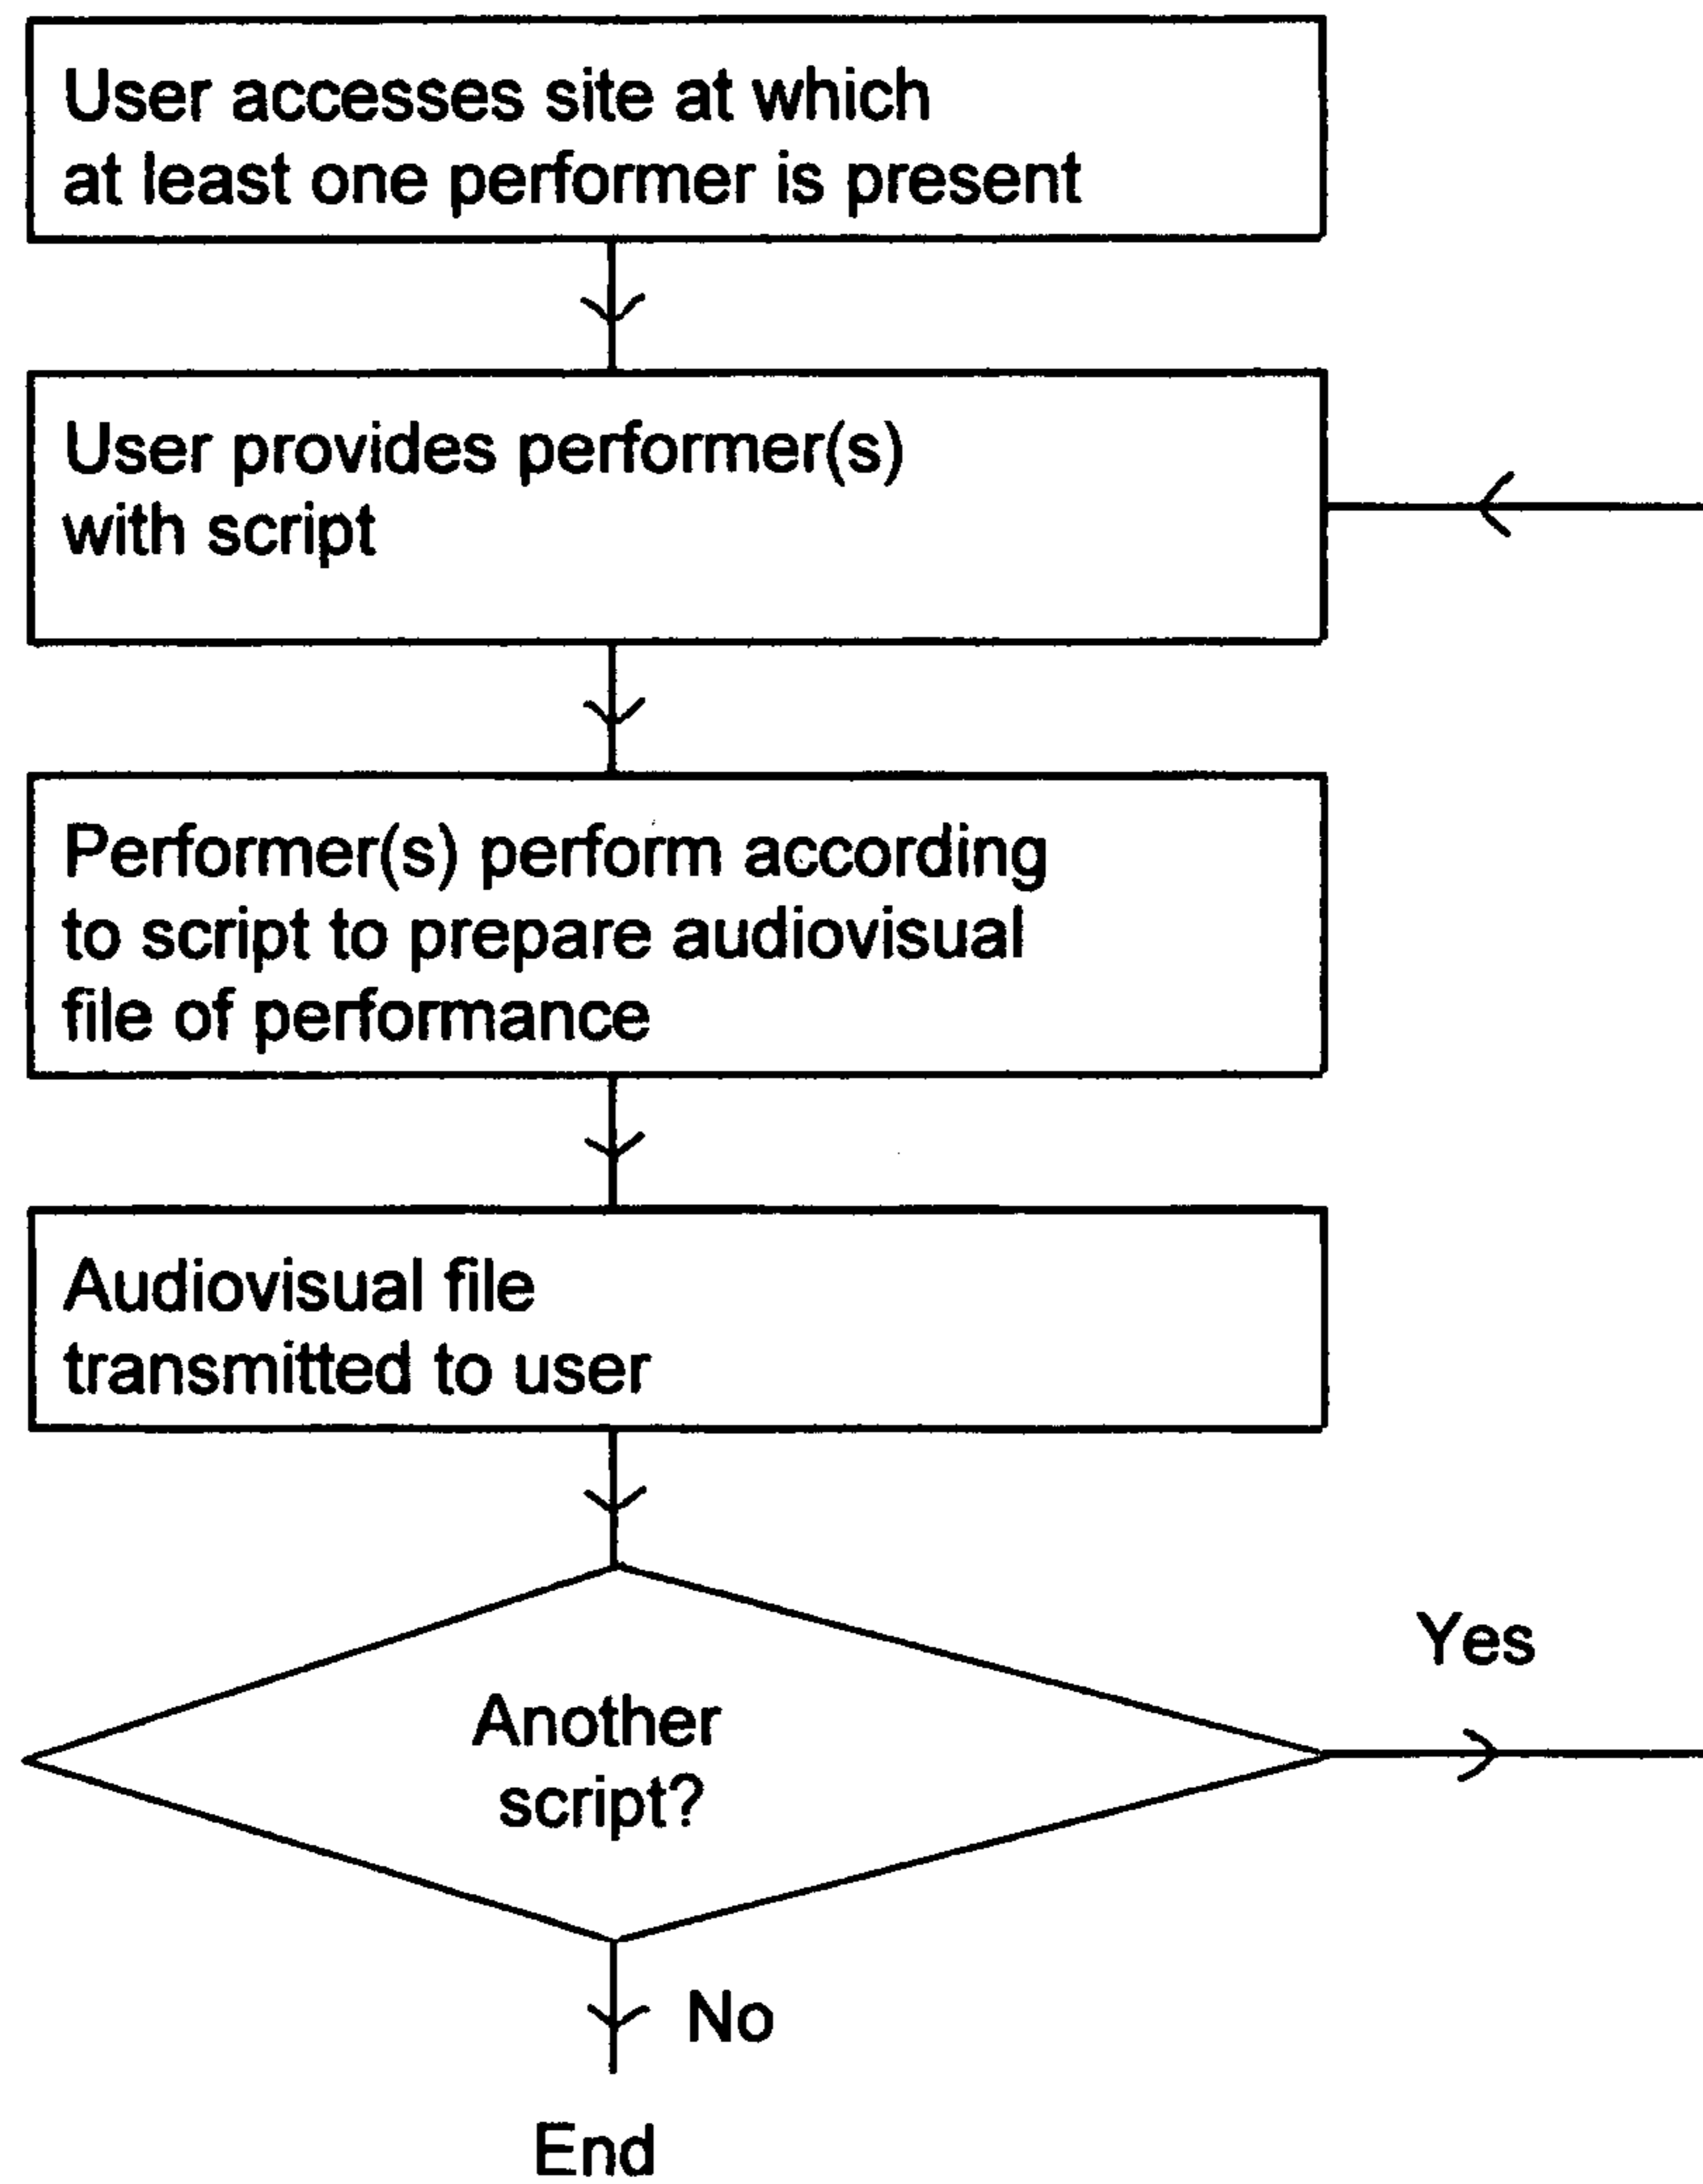 User accesses site at which
at least one performer is present
User provides performer(s)
with script
Performer(s) perform according
to script to prepare audiovisual
file of performance
Audiovisual file
transmitted to user
Another
script?
Yes
No
End